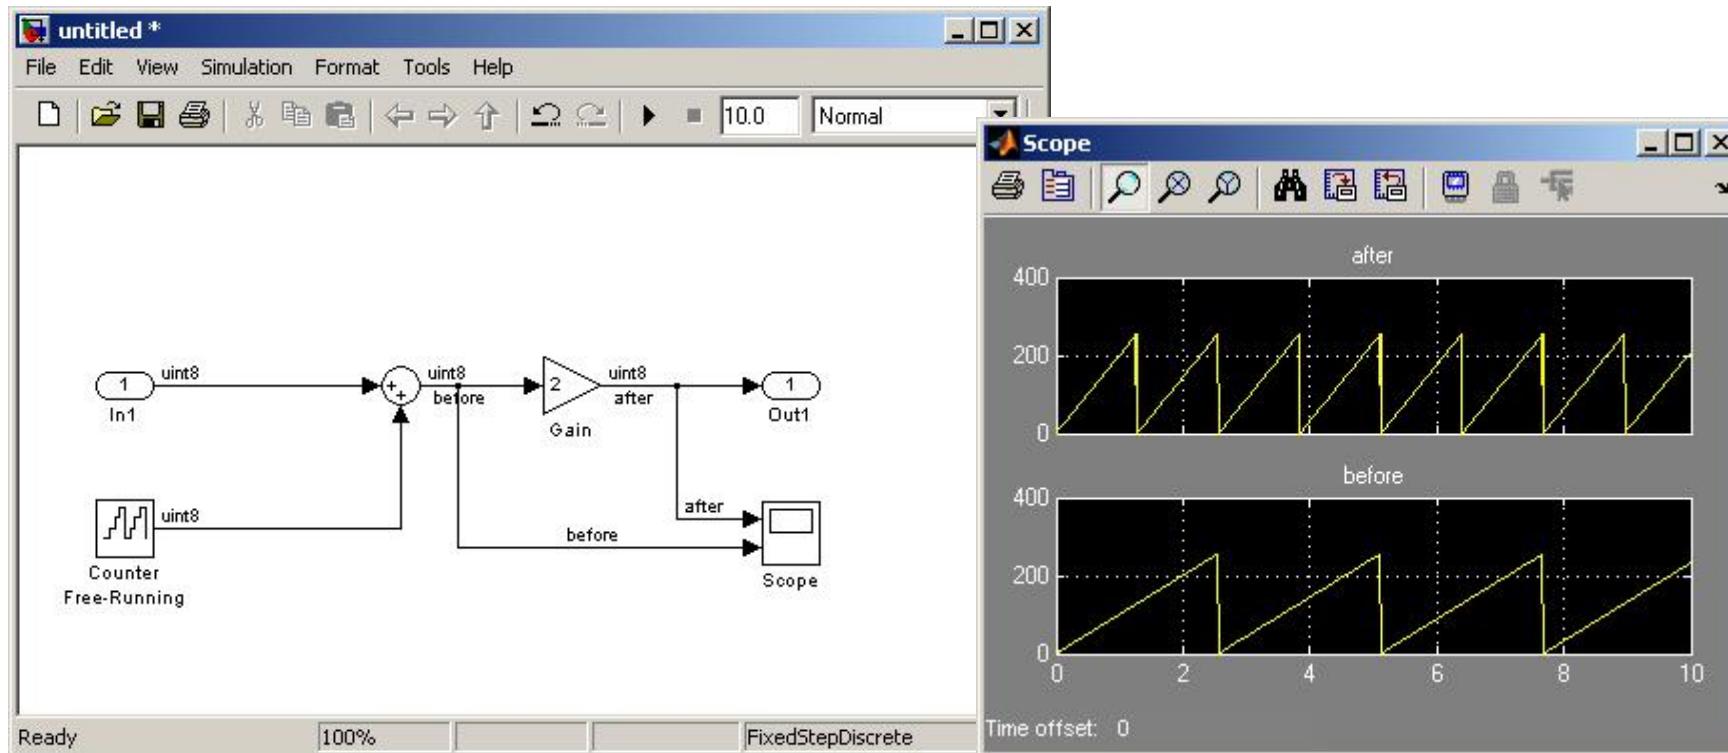 untitled *
File Edit View Simulation Format Tools Help
10.0 Normal
1 uint8
In1
+
+
uint8
before
2
Gain
uint8
after
1
Out1
uint8
Counter
Free-Running
after
before
Scope
Ready 100% FixedStepDiscrete
Scope
after
400
200
0
before
400
200
0
0 2 4 6 8 10
Time offset: 0